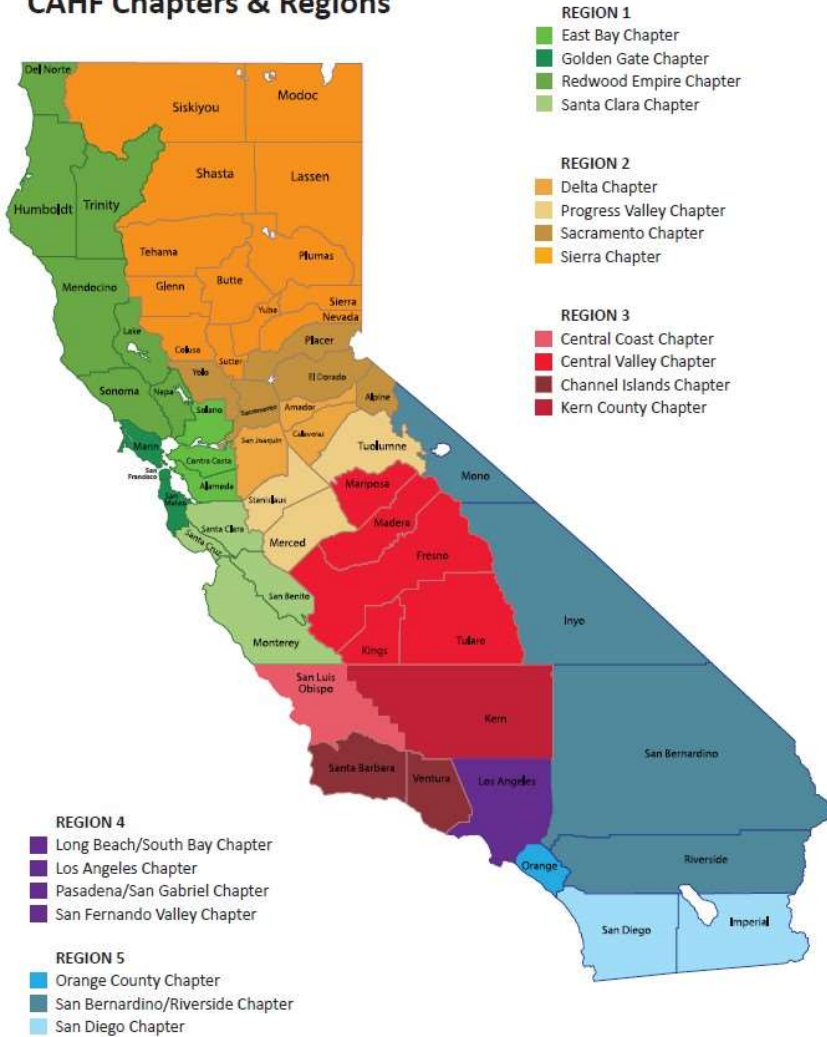 CAHF Chapters & Regions
REGION 1
East Bay Chapter
Golden Gate Chapter
Redwood Empire Chapter
Santa Clara Chapter
REGION 2
Delta Chapter
Progress Valley Chapter
Sacramento Chapter
Sierra Chapter
REGION 3
Central Coast Chapter
Central Valley Chapter
Channel Islands Chapter
Kern County Chapter
Del Norte
Siskiyou
Modoc
Shasta
Lassen
Humboldt
Trinity
Tehama
Plumas
Mendocino
Glenn
Butte
Yuba
Sierra
Nevada
Lake
Colusa
Sutter
Placer
Yolo
El Dorado
Sonoma
Napa
Solano
Sacramento
Amador
Alpine
Calaveras
San Joaquin
Tuolumne
Marin
Contra Costa
San
Francisco
Alameda
San
Mateo
Stanislaus
Mono
Mariposa
Santa Clara
Santa Cruz
Merced
Madera
Fresno
San Benito
Monterey
Inyo
Kings
Tulare
San Luis
Obispo
Kern
San Bernardino
Santa Barbara
Ventura
Los Angeles
Orange
Riverside
San Diego
Imperial
REGION 4
Long Beach/South Bay Chapter
Los Angeles Chapter
Pasadena/San Gabriel Chapter
San Fernando Valley Chapter
REGION 5
Orange County Chapter
San Bernardino/Riverside Chapter
San Diego Chapter